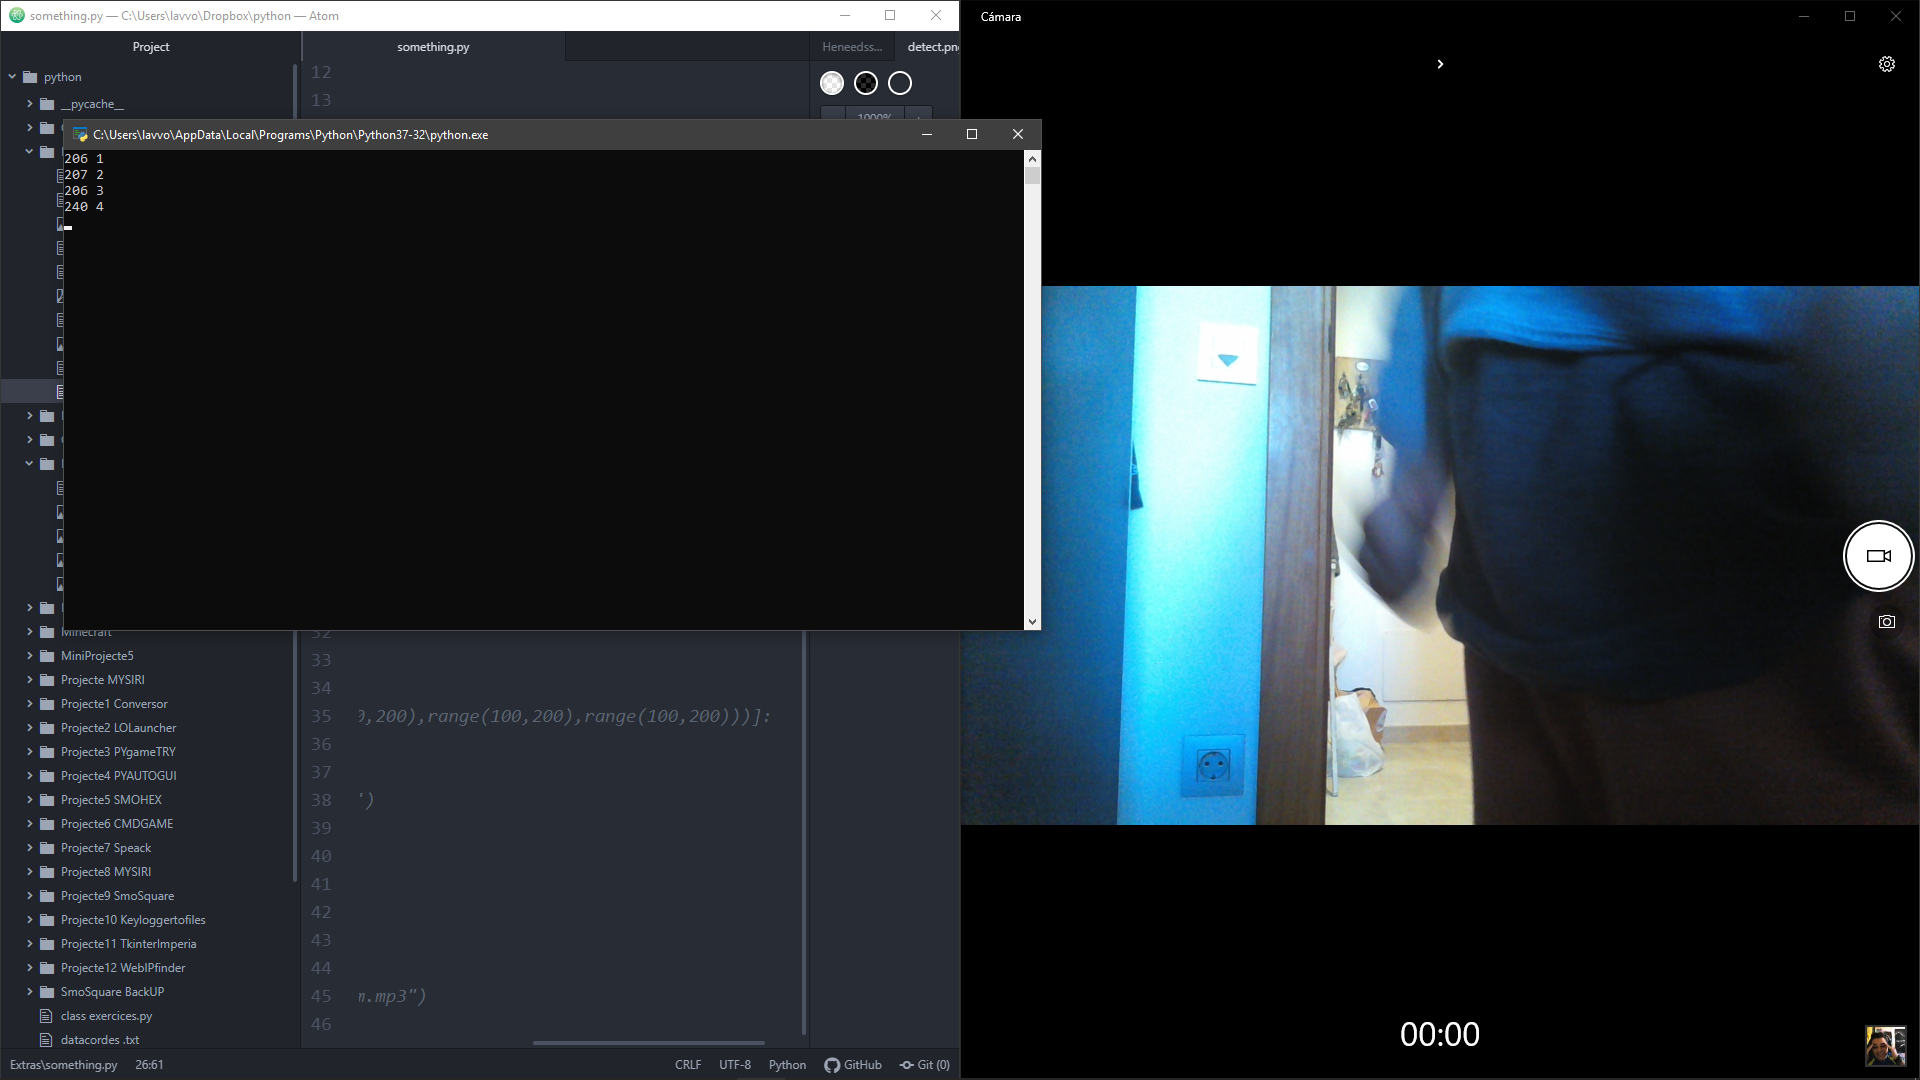 something.py — C:\Users\lavvo\Dropbox\python — Atom
Project
something.py
Heneedss...
detect.pn
python
__pycache__
12
13
1000%
C:\Users\lavvo\AppData\Local\Programs\Python\Python37-32\python.exe
206 1
207 2
206 3
240 4
Minecraft
MiniProjecte5
Projecte MYSIRI
Projecte1 Conversor
Projecte2 LOLauncher
Projecte3 PYgameTRY
Projecte4 PYAUTOGUI
Projecte5 SMOHEX
Projecte6 CMDGAME
Projecte7 Speack
Projecte8 MYSIRI
Projecte9 SmoSquare
Projecte10 Keyloggertofiles
Projecte11 TkinterImperia
Projecte12 WebIPfinder
SmoSquare BackUP
class exercices.py
datacordes .txt
32
33
34
35 0,200),range(100,200),range(100,200)))]:
36
37
38 ')
39
40
41
42
43
44
45 m.mp3")
46
Extras\something.py 26:61
CRLF UTF-8 Python GitHub Git (0)
Cámara
00:00